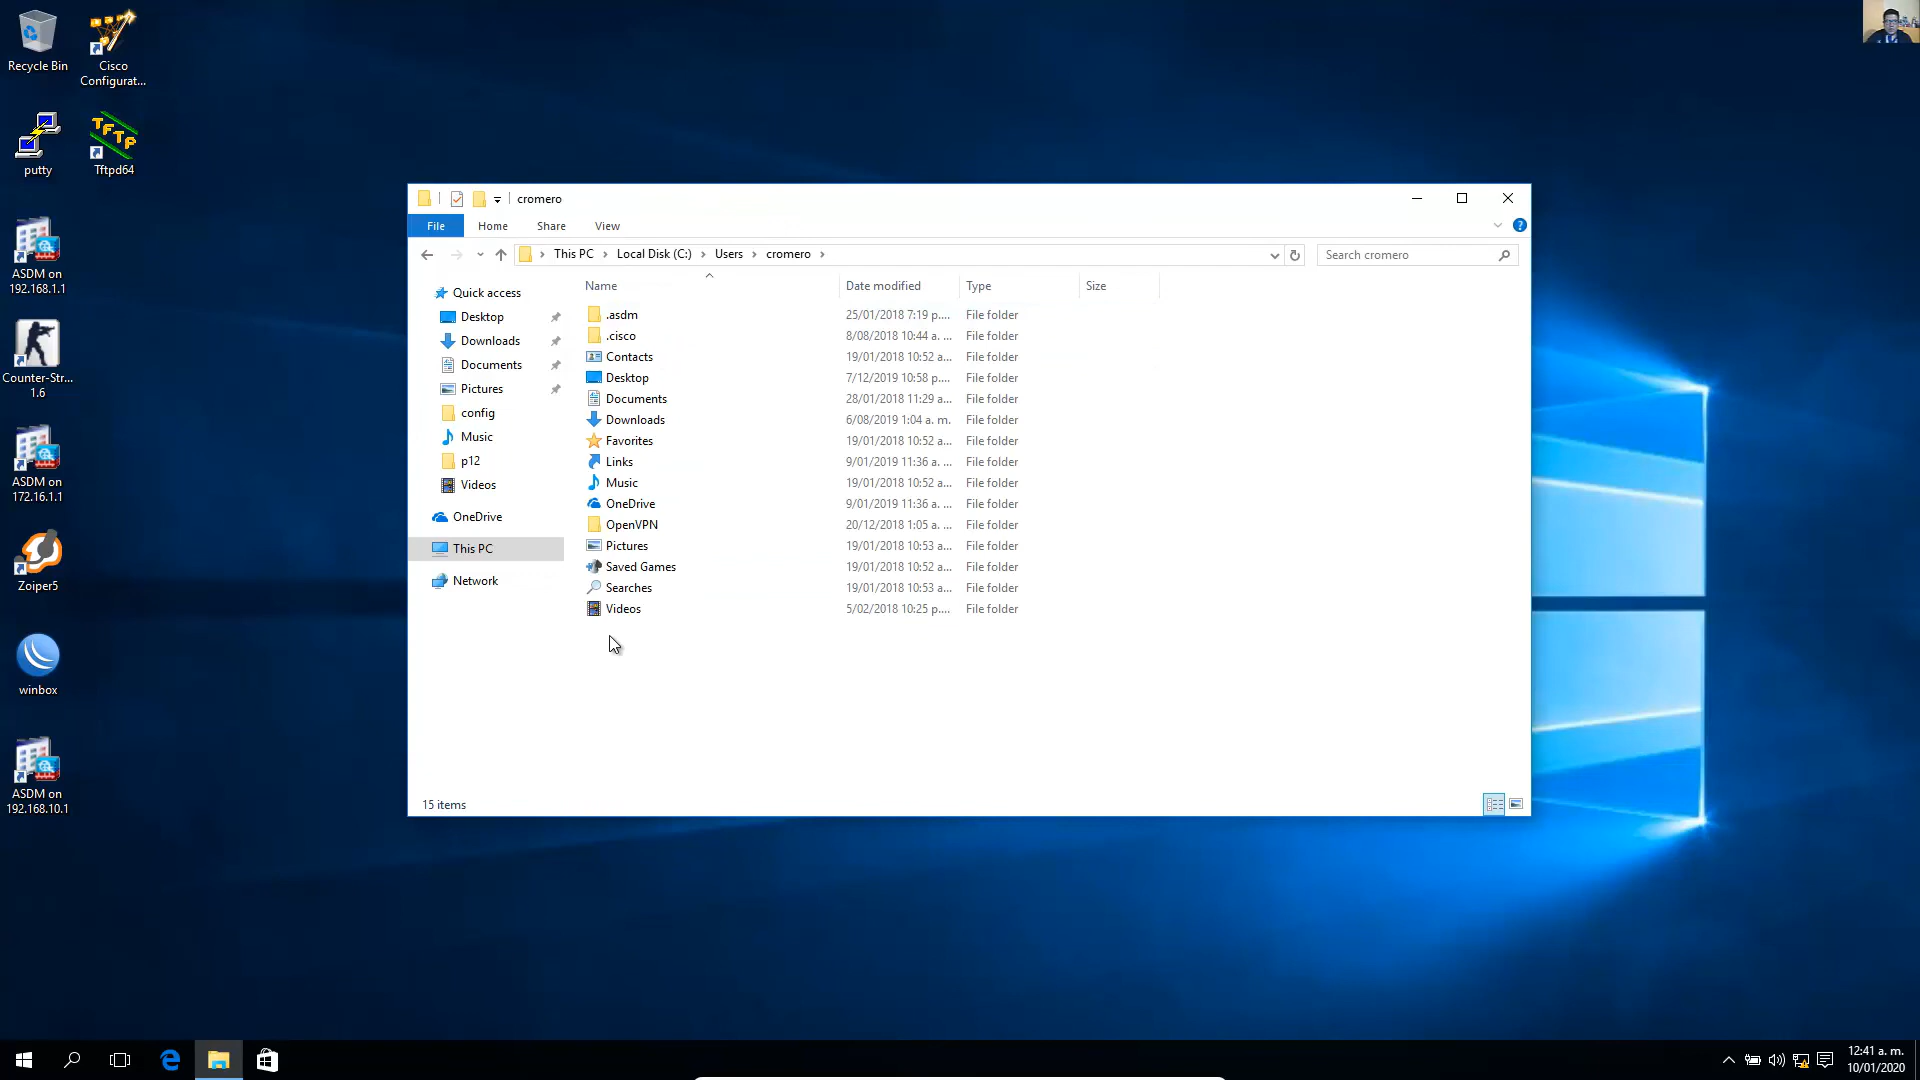 Recycle Bin
Cisco
Configurat...
putty
Tftpd64
ASDM on
192.168.1.1
Counter-Str...
1.6
ASDM on
172.16.1.1
Zoiper5
winbox
ASDM on
192.168.10.1
cromero
File Home Share View
This PC Local Disk (C:) Users cromero
Search cromero
Quick access
Desktop
Downloads
Documents
Pictures
config
Music
p12
Videos
OneDrive
This PC
Network
Name Date modified Type Size
.asdm 25/01/2018 7:19 p.... File folder
.cisco 8/08/2018 10:44 a. ... File folder
Contacts 19/01/2018 10:52 a... File folder
Desktop 7/12/2019 10:58 p.... File folder
Documents 28/01/2018 11:29 a... File folder
Downloads 6/08/2019 1:04 a. m. File folder
Favorites 19/01/2018 10:52 a... File folder
Links 9/01/2019 11:36 a. ... File folder
Music 19/01/2018 10:52 a... File folder
OneDrive 9/01/2019 11:36 a. ... File folder
OpenVPN 20/12/2018 1:05 a. ... File folder
Pictures 19/01/2018 10:53 a... File folder
Saved Games 19/01/2018 10:52 a... File folder
Searches 19/01/2018 10:53 a... File folder
Videos 5/02/2018 10:25 p.... File folder
15 items
12:41 a. m.
10/01/2020